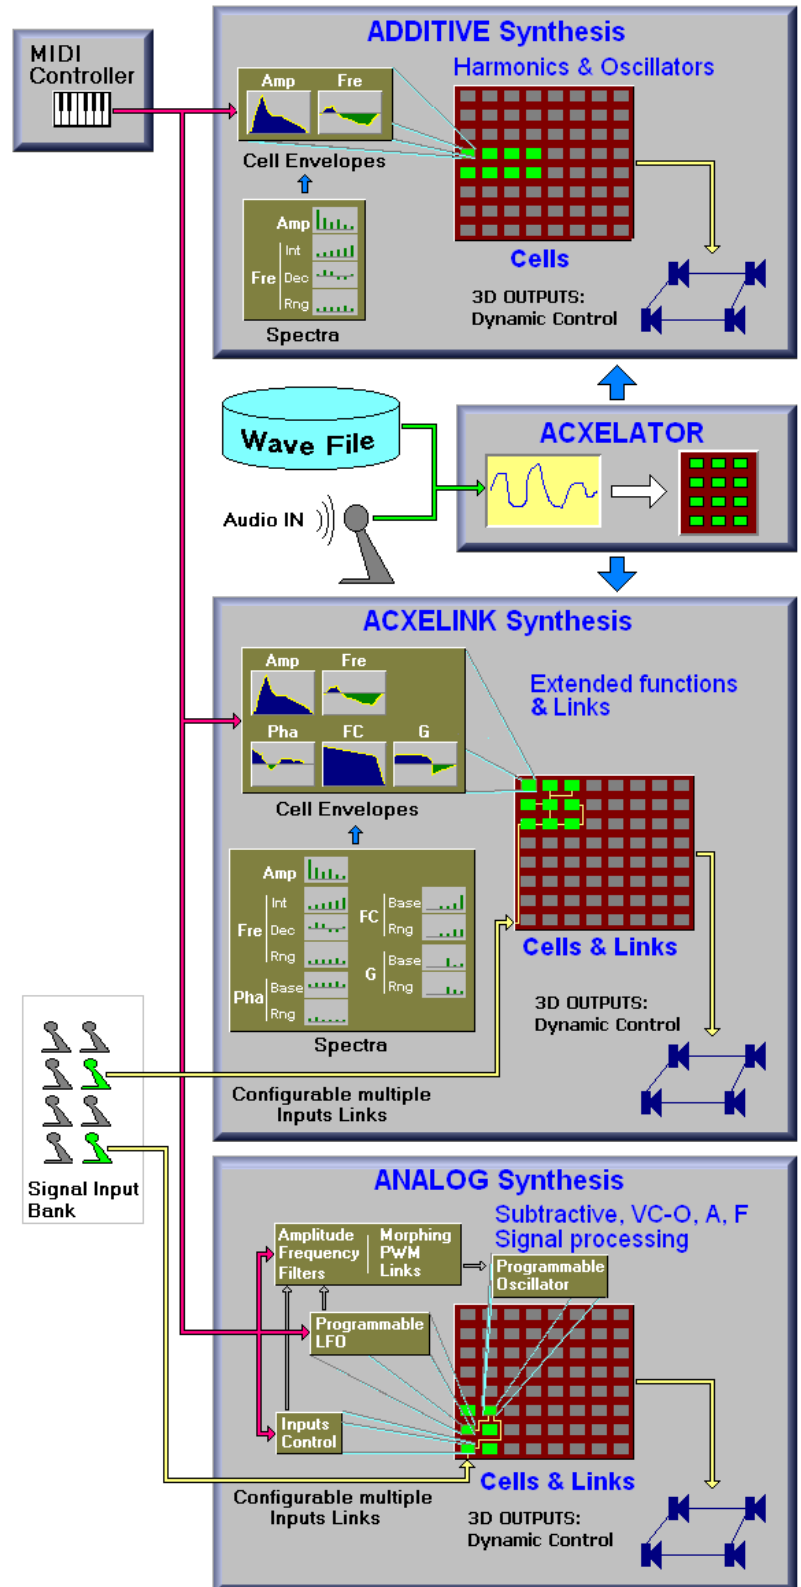 MIDI
Controller
ADDITIVE Synthesis
Harmonics & Oscillators
Amp Fre
Cell Envelopes
Amp
Int
Fre Dec
Rng
Spectra
Cells
3D OUTPUTS:
Dynamic Control
Wave File
Audio IN
ACXELATOR
ACXELINK Synthesis
Extended functions
& Links
Amp Fre
Pha FC G
Cell Envelopes
Amp
Int
Fre Dec
Rng
Pha Base
Rng
FC Base
Rng
G Base
Rng
Spectra
Cells & Links
3D OUTPUTS:
Dynamic Control
Configurable multiple
Inputs Links
Signal Input
Bank
ANALOG Synthesis
Subtractive, VC-O, A, F
Signal processing
Amplitude Morphing
Frequency PWM
Filters Links
Programmable
Oscillator
Programmable
LFO
Inputs
Control
Cells & Links
Configurable multiple
Inputs Links
3D OUTPUTS:
Dynamic Control